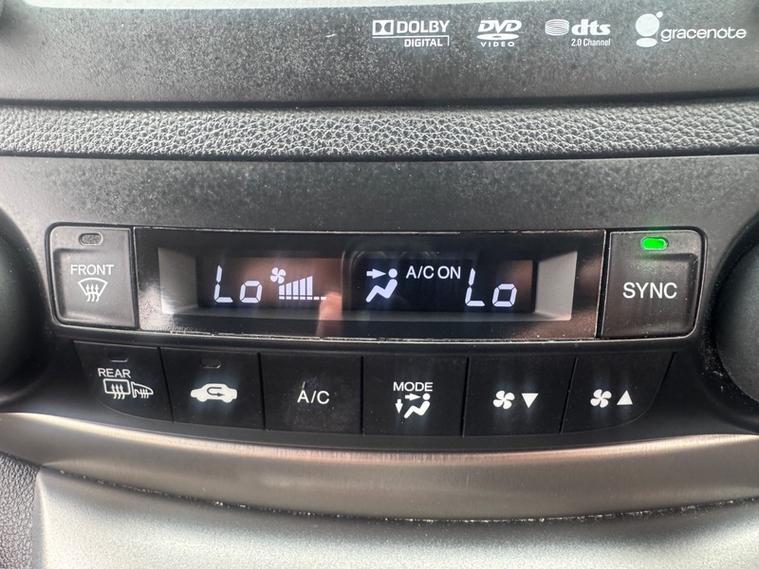 DOLBY DIGITAL
DVD VIDEO
dts 2.0 Channel
gracenote
FRONT
Lo
A/C ON
Lo
SYNC
REAR
A/C
MODE